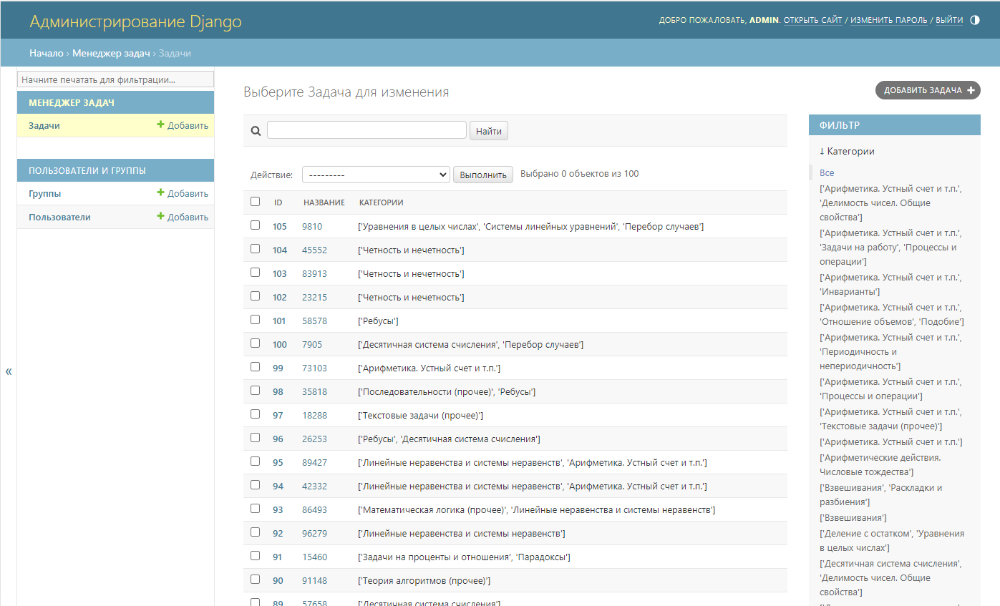 Администрирование Django
ДОБРО ПОЖАЛОВАТЬ, ADMIN. ОТКРЫТЬ САЙТ / ИЗМЕНИТЬ ПАРОЛЬ / ВЫЙТИ
Начало › Менеджер задач › Задачи
Начните печатать для фильтрации...
МЕНЕДЖЕР ЗАДАЧ
Задачи Добавить
ПОЛЬЗОВАТЕЛИ И ГРУППЫ
Группы Добавить
Пользователи Добавить
«
Выберите Задача для изменения
ДОБАВИТЬ ЗАДАЧА
Найти
Действие: --------- Выполнить Выбрано 0 объектов из 100
ID НАЗВАНИЕ КАТЕГОРИИ
105 9810 ['Уравнения в целых числах', 'Системы линейных уравнений', 'Перебор случаев']
104 45552 ['Четность и нечетность']
103 83913 ['Четность и нечетность']
102 23215 ['Четность и нечетность']
101 58578 ['Ребусы']
100 7905 ['Десятичная система счисления', 'Перебор случаев']
99 73103 ['Арифметика. Устный счет и т.п.']
98 35818 ['Последовательности (прочее)', 'Ребусы']
97 18288 ['Текстовые задачи (прочее)']
96 26253 ['Ребусы', 'Десятичная система счисления']
95 89427 ['Линейные неравенства и системы неравенств', 'Арифметика. Устный счет и т.п.']
94 42332 ['Линейные неравенства и системы неравенств', 'Арифметика. Устный счет и т.п.']
93 86493 ['Математическая логика (прочее)', 'Линейные неравенства и системы неравенств']
92 96279 ['Линейные неравенства и системы неравенств']
91 15460 ['Задачи на проценты и отношения', 'Парадоксы']
90 91148 ['Теория алгоритмов (прочее)']
89 57658 ['Десятичная система счисления']
ФИЛЬТР
↓ Категории
Все
['Арифметика. Устный счет и т.п.',
'Делимость чисел. Общие
свойства']
['Арифметика. Устный счет и т.п.',
'Задачи на работу', 'Процессы и
операции']
['Арифметика. Устный счет и т.п.',
'Инварианты']
['Арифметика. Устный счет и т.п.',
'Отношение объемов', 'Подобие']
['Арифметика. Устный счет и т.п.',
'Периодичность и
непериодичность']
['Арифметика. Устный счет и т.п.',
'Процессы и операции']
['Арифметика. Устный счет и т.п.',
'Текстовые задачи (прочее)']
['Арифметика. Устный счет и т.п.']
['Арифметические действия.
Числовые тождества']
['Взвешивания', 'Раскладки и
разбиения']
['Взвешивания']
['Деление с остатком', 'Уравнения
в целых числах']
['Десятичная система счисления',
'Делимость чисел. Общие
свойства']